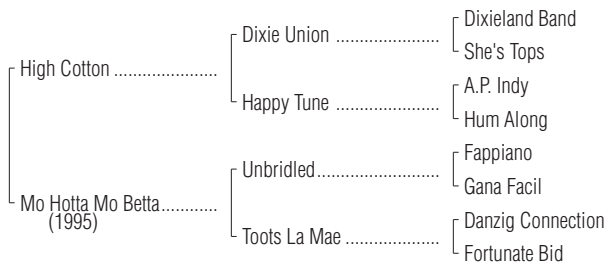 Dixieland Band
Dixie Union ......................
She's Tops
High Cotton ......................
A.P. Indy
Happy Tune ......................
Hum Along
Fappiano
Unbridled.......................
Gana Facil
Mo Hotta Mo Betta............
(1995)
Danzig Connection
Toots La Mae ....................
Fortunate Bid